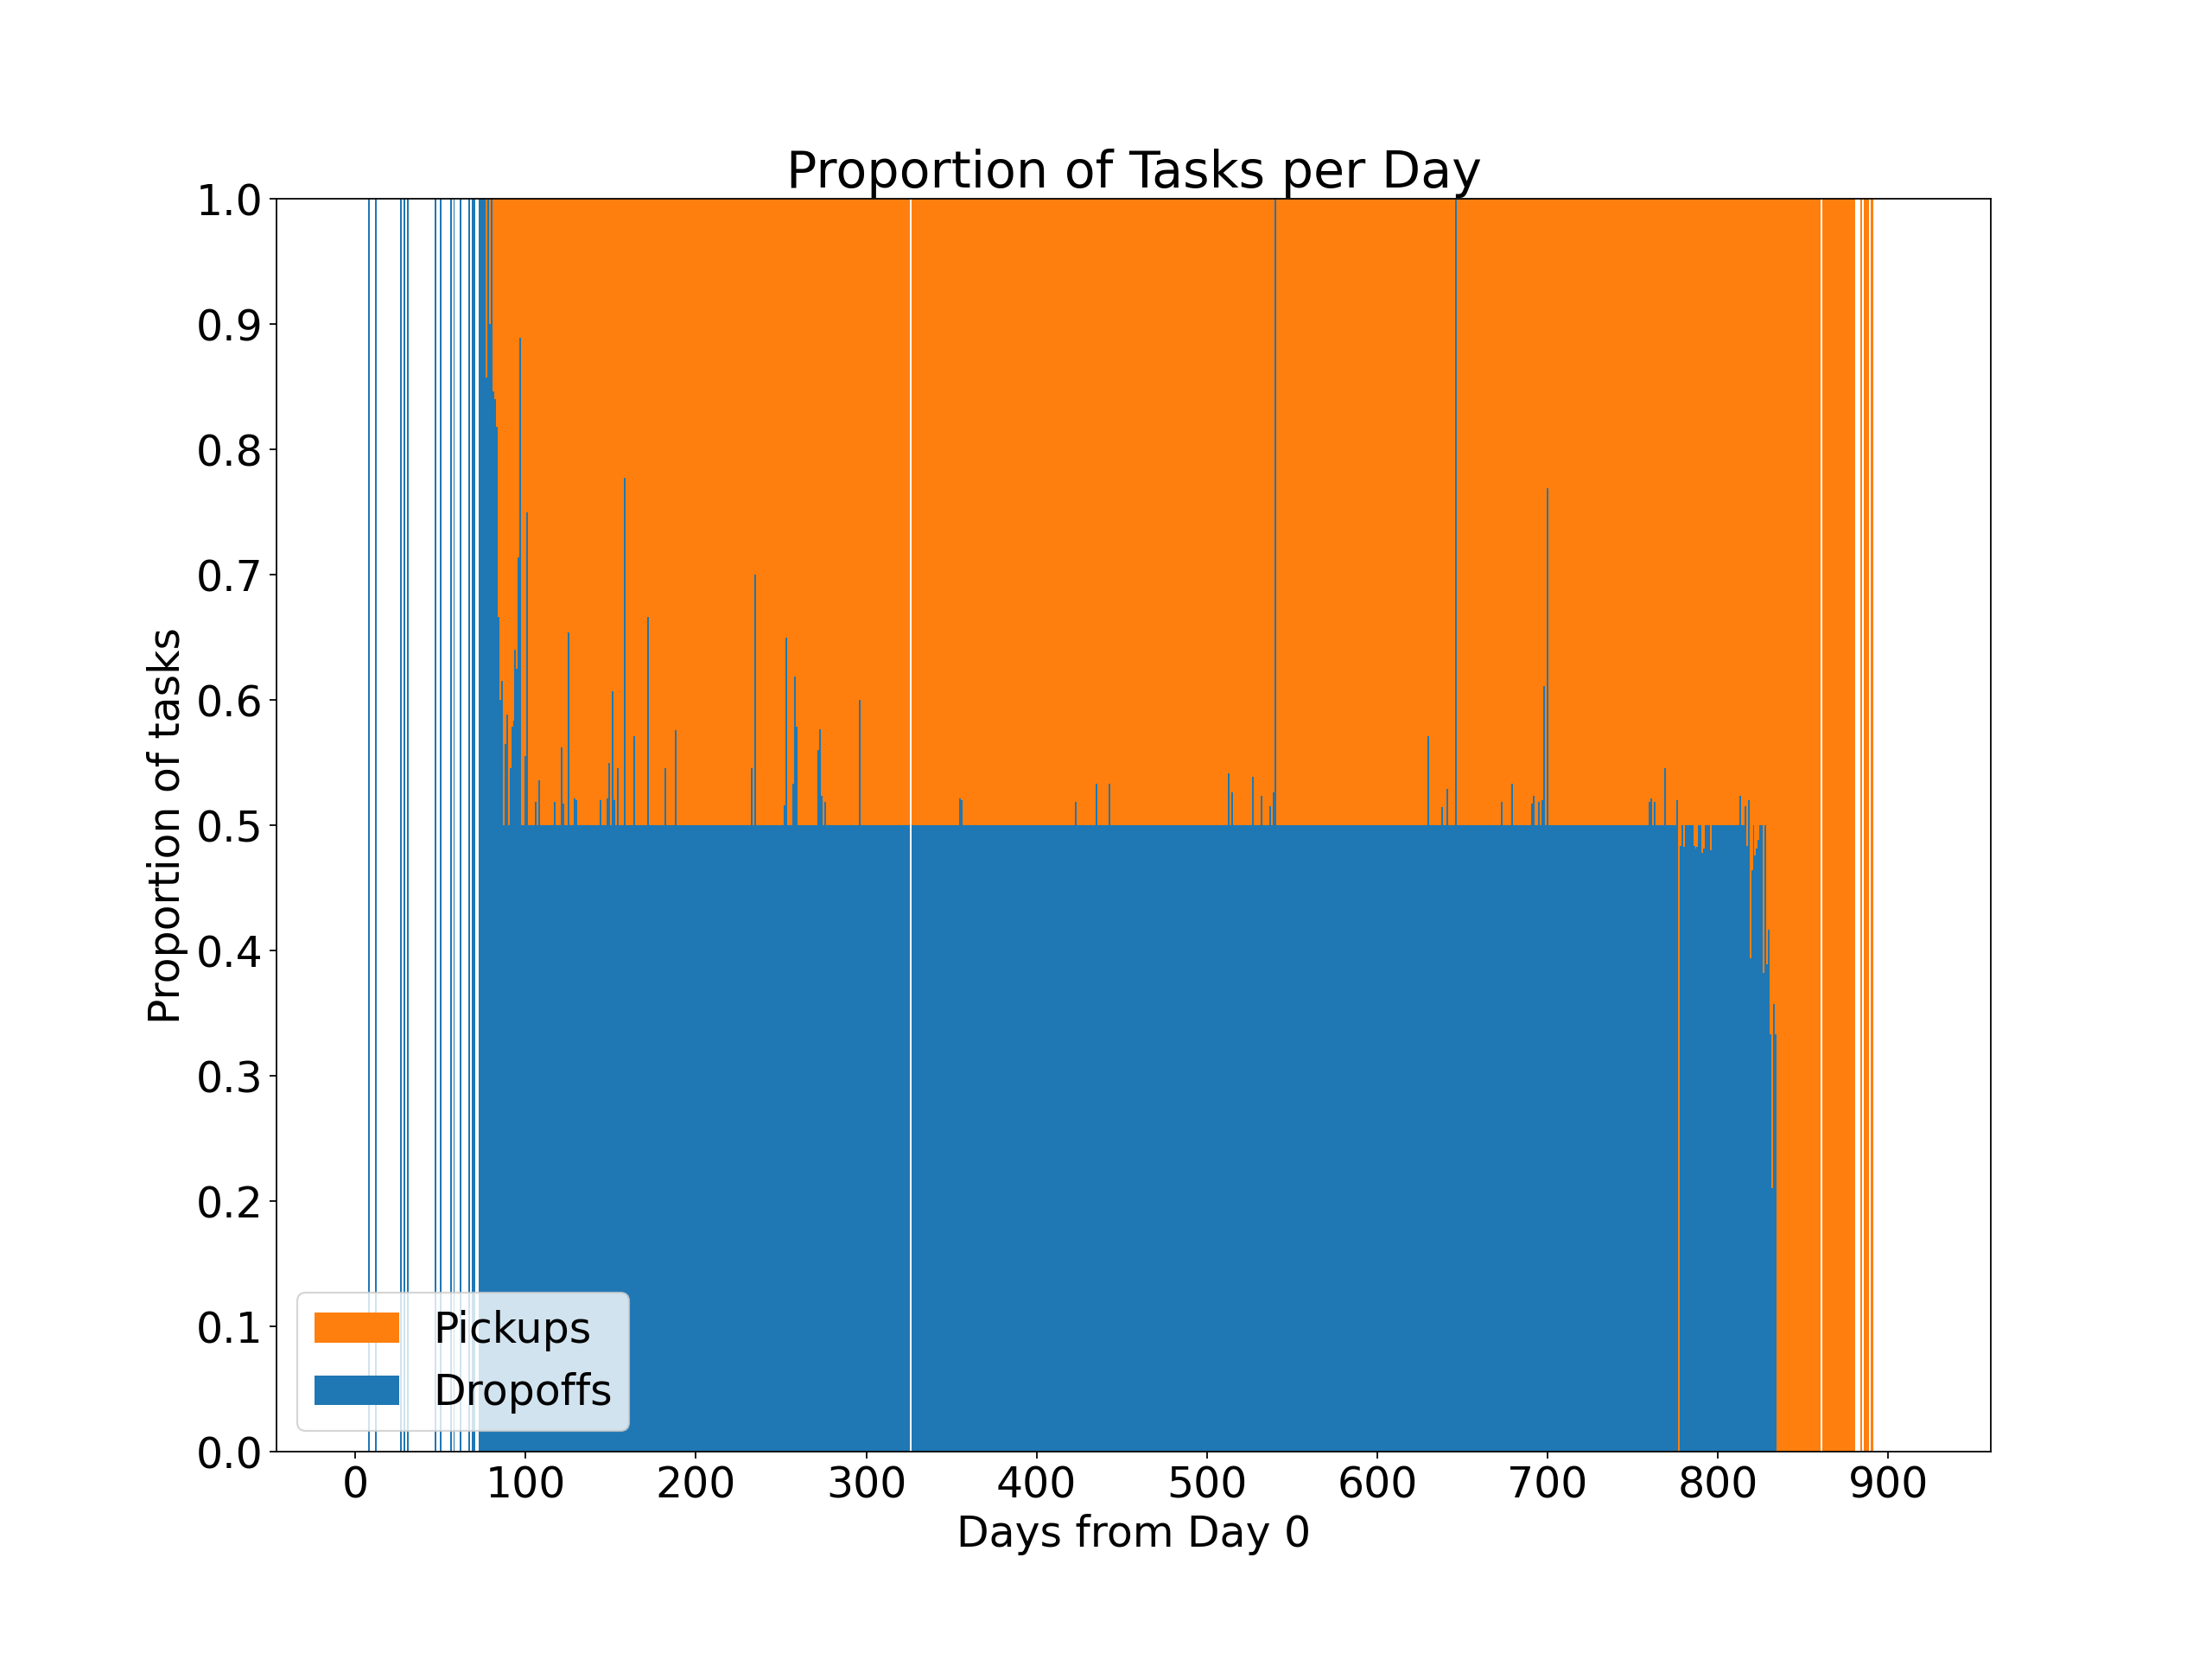 Proportion of Tasks per Day
1.0
0.9
0.8
0.7
0.6
0.5
0.4
0.3
0.2
0.1
0.0
Proportion of tasks
Pickups
Dropoffs
0 100 200 300 400 500 600 700 800 900
Days from Day 0